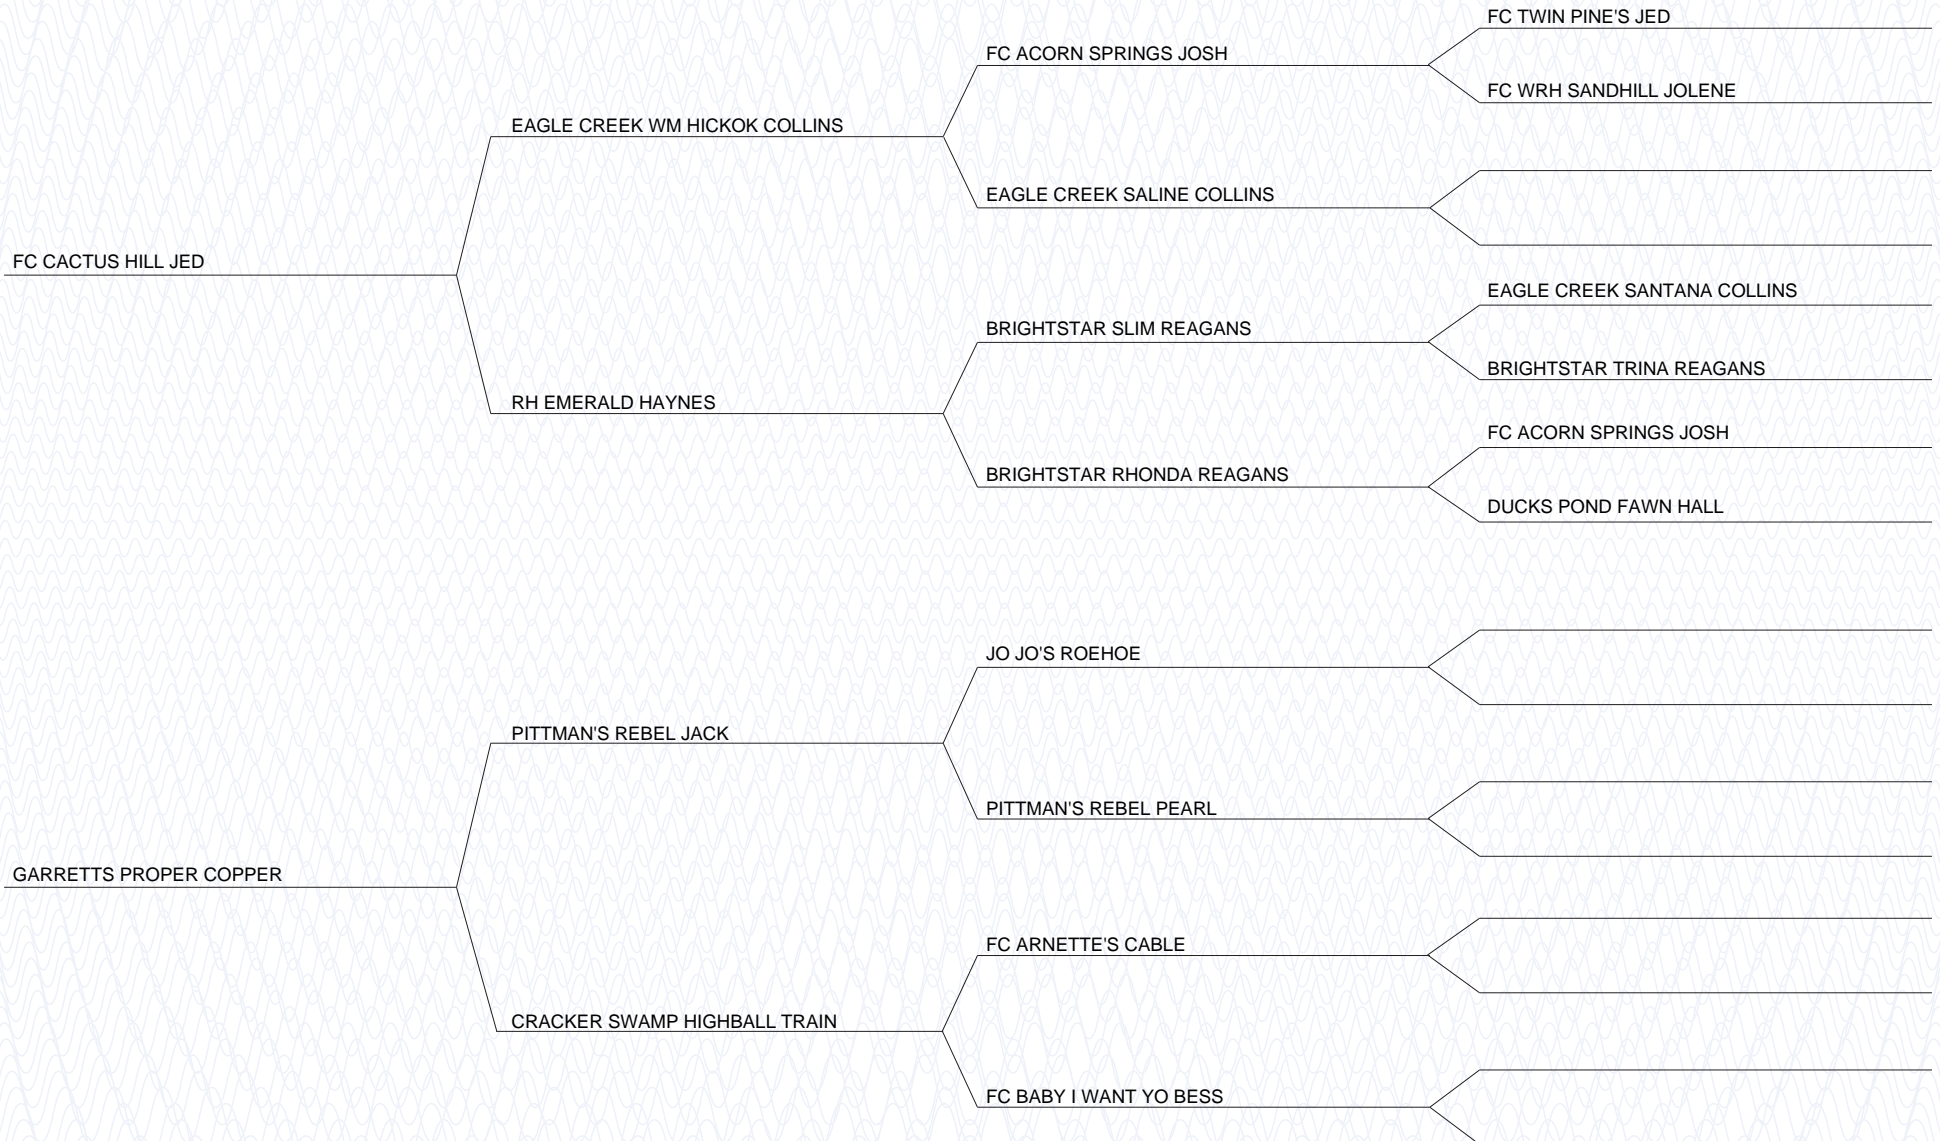 FC TWIN PINE'S JED
FC ACORN SPRINGS JOSH
FC WRH SANDHILL JOLENE
EAGLE CREEK WM HICKOK COLLINS
EAGLE CREEK SALINE COLLINS
FC CACTUS HILL JED
EAGLE CREEK SANTANA COLLINS
BRIGHTSTAR SLIM REAGANS
BRIGHTSTAR TRINA REAGANS
RH EMERALD HAYNES
FC ACORN SPRINGS JOSH
BRIGHTSTAR RHONDA REAGANS
DUCKS POND FAWN HALL
JO JO'S ROEHOE
PITTMAN'S REBEL JACK
PITTMAN'S REBEL PEARL
GARRETTS PROPER COPPER
FC ARNETTE'S CABLE
CRACKER SWAMP HIGHBALL TRAIN
FC BABY I WANT YO BESS